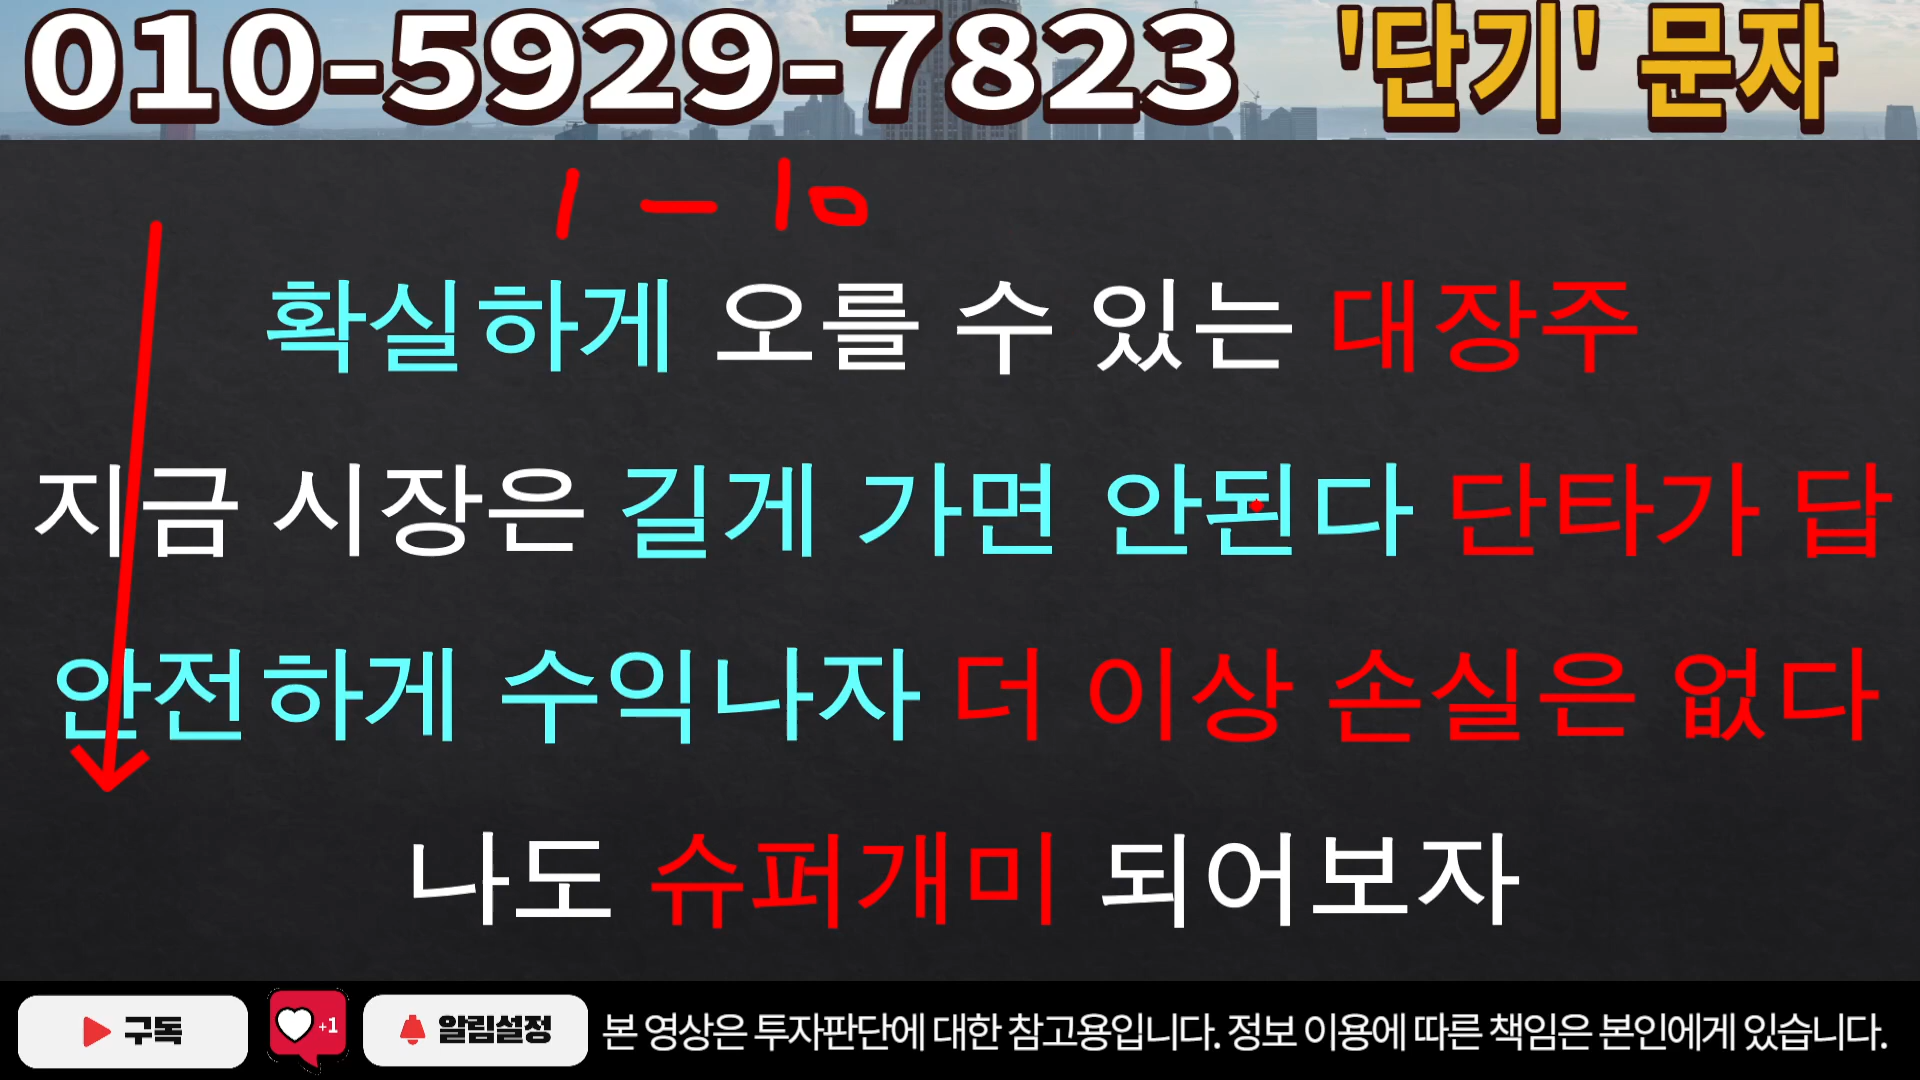 010-5929-7823 '단기' 문자
1 - 10
확실하게 오를 수 있는 대장주
지금 시장은 길게 가면 안된다 단타가 답
안전하게 수익나자 더 이상 손실은 없다
나도 슈퍼개미 되어보자
구독 +1 알림설정 본 영상은 투자판단에 대한 참고용입니다. 정보 이용에 따른 책임은 본인에게 있습니다.